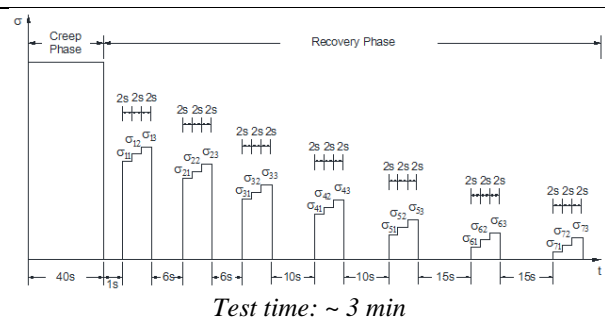 σ
Creep Phase
Recovery Phase
2s 2s 2s
σ11 σ12 σ13
2s 2s 2s
σ21 σ22 σ23
2s 2s 2s
σ31 σ32 σ33
2s 2s 2s
σ41 σ42 σ43
2s 2s 2s
σ51 σ52 σ53
2s 2s 2s
σ61 σ62 σ63
2s 2s 2s
σ71 σ72 σ73
40s 1s 6s 6s 10s 10s 15s 15s t
Test time: ~ 3 min